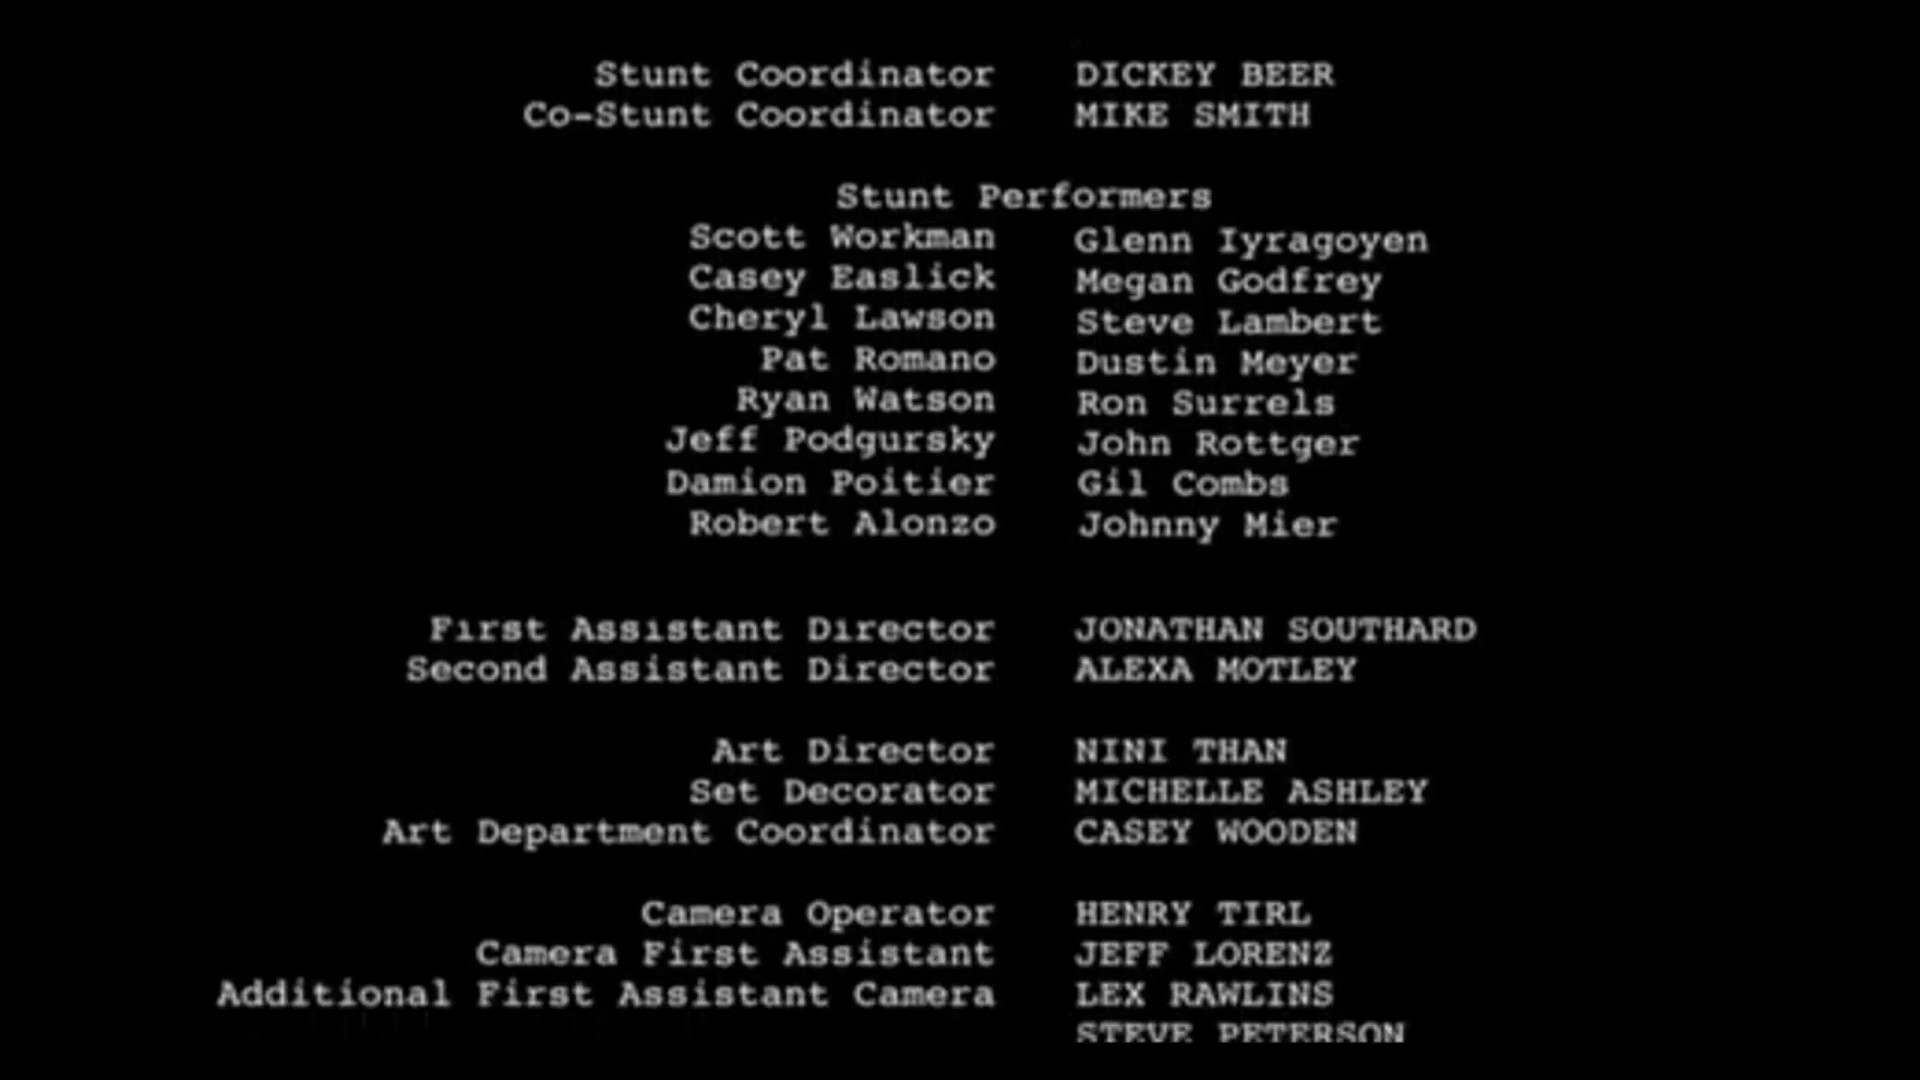 Stunt Coordinator DICKEY BEER
Co-Stunt Coordinator MIKE SMITH
Stunt Performers
Scott Workman Glenn Iyragoyen
Casey Easlick Megan Godfrey
Cheryl Lawson Steve Lambert
Pat Romano Dustin Meyer
Ryan Watson Ron Surrels
Jeff Podgursky John Rottger
Damion Poitier Gil Combs
Robert Alonzo Johnny Mier
First Assistant Director JONATHAN SOUTHARD
Second Assistant Director ALEXA MOTLEY
Art Director NINI THAN
Set Decorator MICHELLE ASHLEY
Art Department Coordinator CASEY WOODEN
Camera Operator HENRY TIRL
Camera First Assistant JEFF LORENZ
Additional First Assistant Camera LEX RAWLINS
STEVE PETERSON